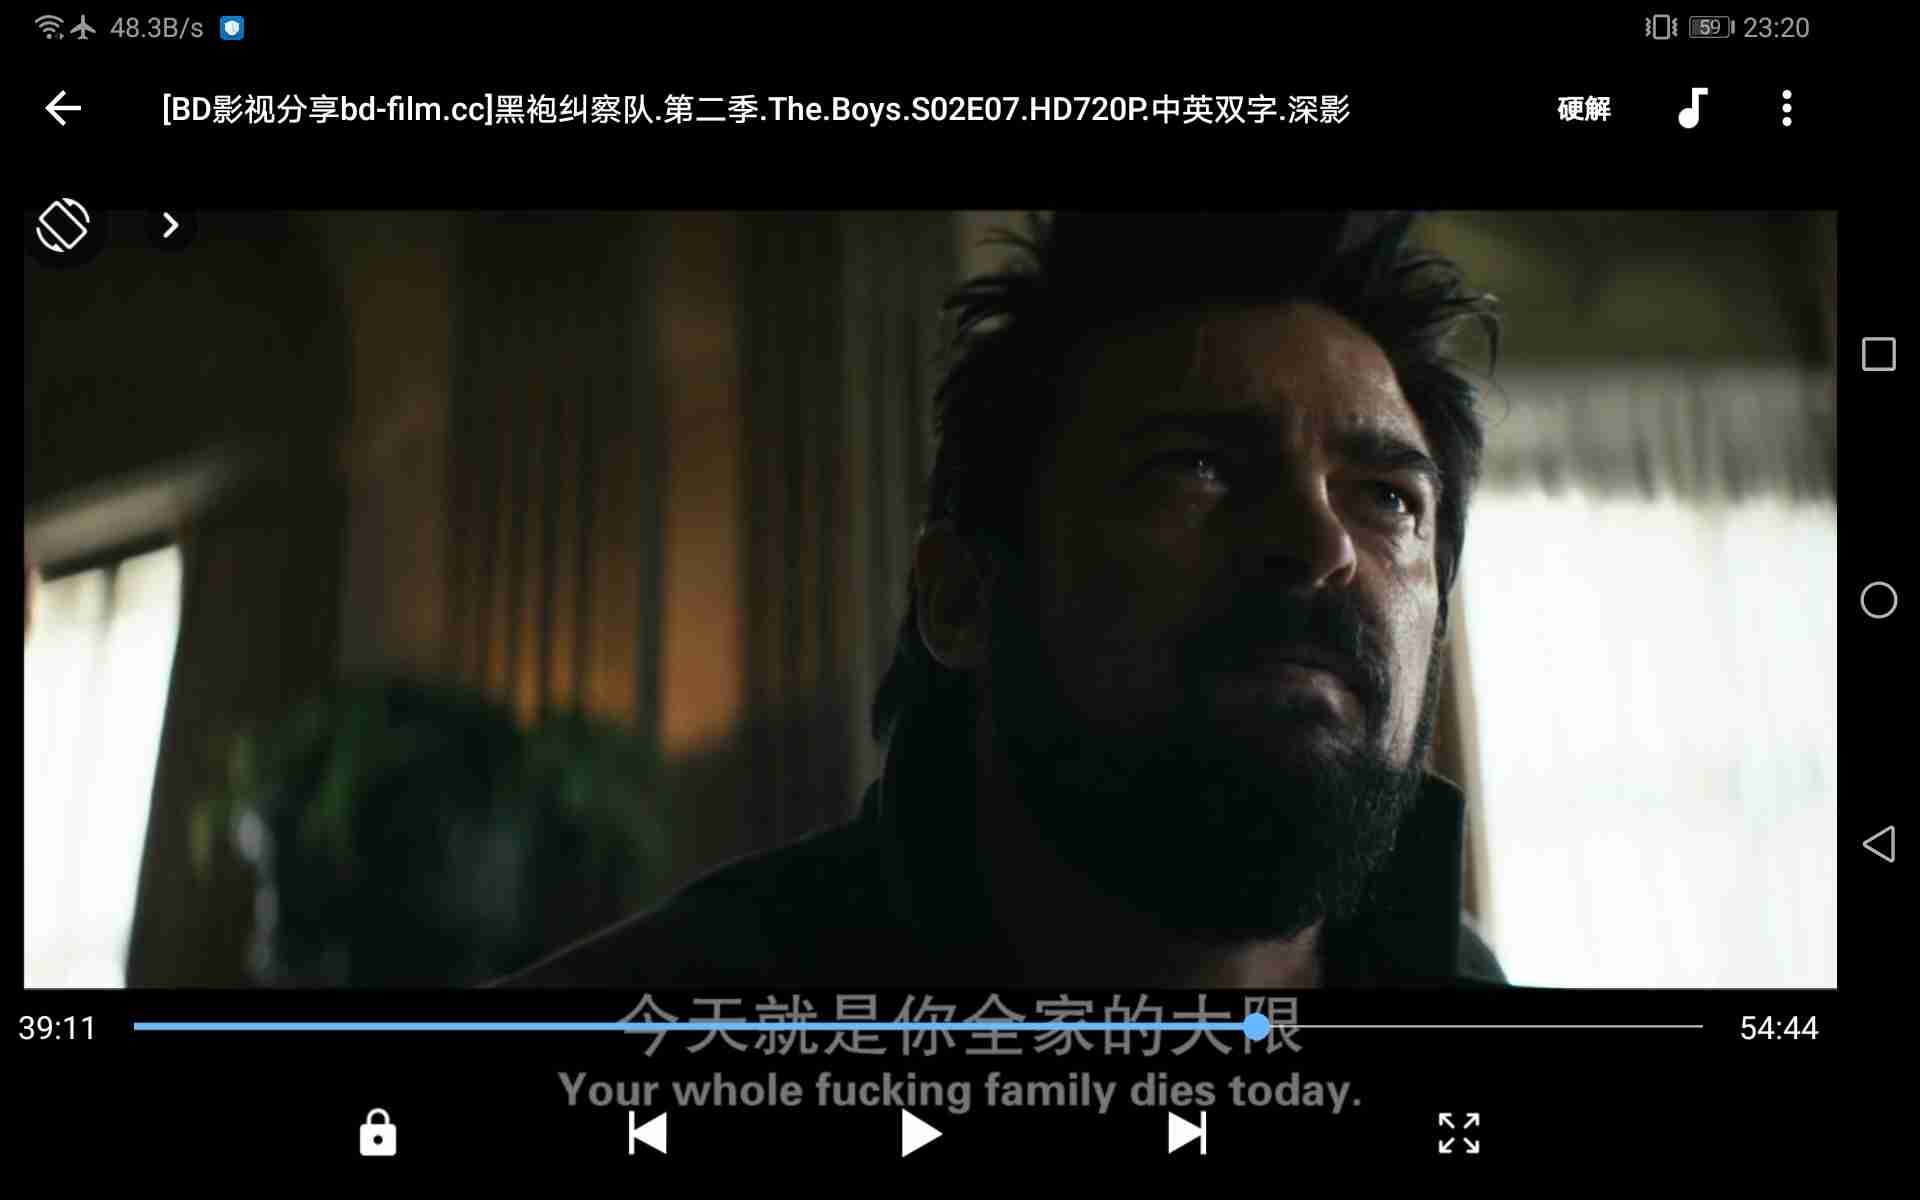 48.3B/s
59 23:20
[BD影视分享bd-film.cc]黑袍纠察队.第二季.The.Boys.S02E07.HD720P.中英双字.深影
硬解
39:11
54:44
今天就是你全家的大限
Your whole fucking family dies today.